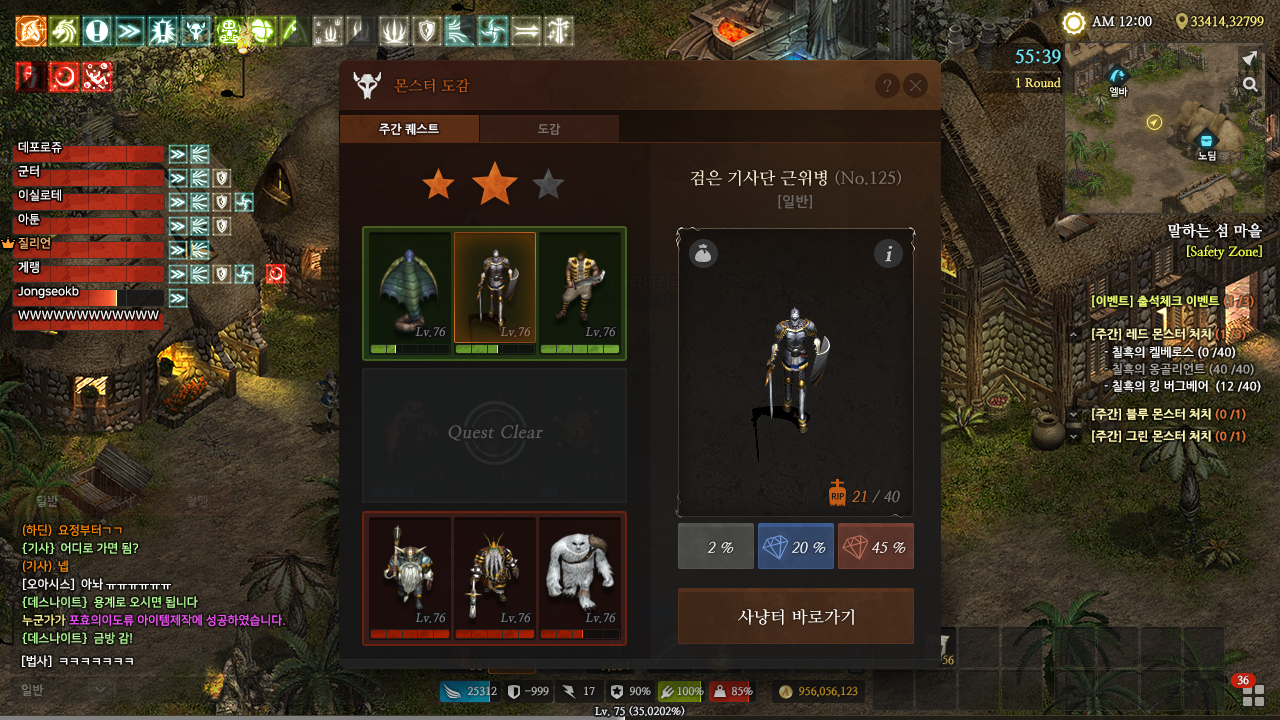 AM 12:00
33414,32799
55:39
1 Round
엘바
노딤
말하는 섬 마을
[Safety Zone]
[이벤트] 출석체크 이벤트
[주간] 레드 몬스터 처치
- 칠흑의 켈베로스 (0 /40)
- 칠흑의 옹골리언트 (40 /40)
- 칠흑의 킹 버그베어 (12 /40)
[주간] 블루 몬스터 처치 (0 /1)
[주간] 그린 몬스터 처치 (0 /1)
데포로쥬
군터
이실로테
아툰
질리언
게랭
Jongseokb
WWWWWWWWWWWW
몬스터 도감
?
주간 퀘스트
도감
Lv.76
Lv.76
Lv.76
Quest Clear
Lv.76
Lv.76
Lv.76
검은 기사단 근위병 (No.125)
[일반]
i
RIP
21 / 40
2 %
20 %
45 %
사냥터 바로가기
일반
(하딘) 요정부터ㄱㄱ
{기사} 어디로 가면 됨?
(기사) 넵
[오아시스] 아놔 ㅠㅠㅠㅠㅠㅠ
{데스나이트} 용계로 오시면 됩니다
누군가가 포효의이도류 아이템제작에 성공하였습니다.
{데스나이트} 금방 감!
[법사] ㅋㅋㅋㅋㅋㅋㅋ
일반
25312
-999
17
90%
100%
85%
956,056,123
Lv. 75 (35,0202%)
56
36